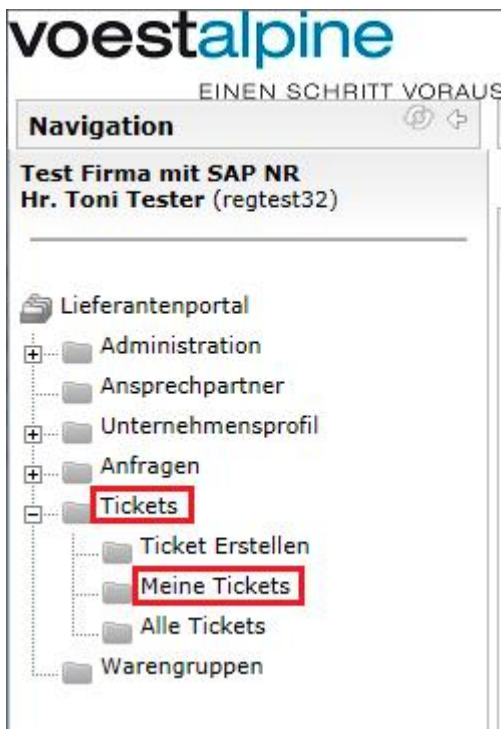 voestalpine
EINEN SCHRITT VORAUS
Navigation
Test Firma mit SAP NR
Hr. Toni Tester (regtest32)
Lieferantenportal
Administration
Ansprechpartner
Unternehmensprofil
Anfragen
Tickets
Ticket Erstellen
Meine Tickets
Alle Tickets
Warengruppen